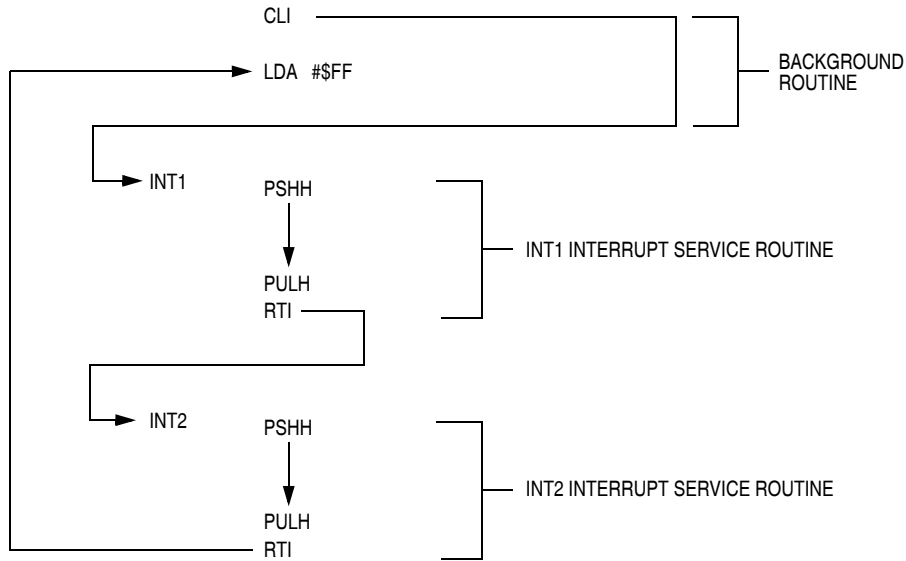 CLI
LDA #$FF
BACKGROUND
ROUTINE
INT1
PSHH
INT1 INTERRUPT SERVICE ROUTINE
PULH
RTI
INT2
PSHH
INT2 INTERRUPT SERVICE ROUTINE
PULH
RTI